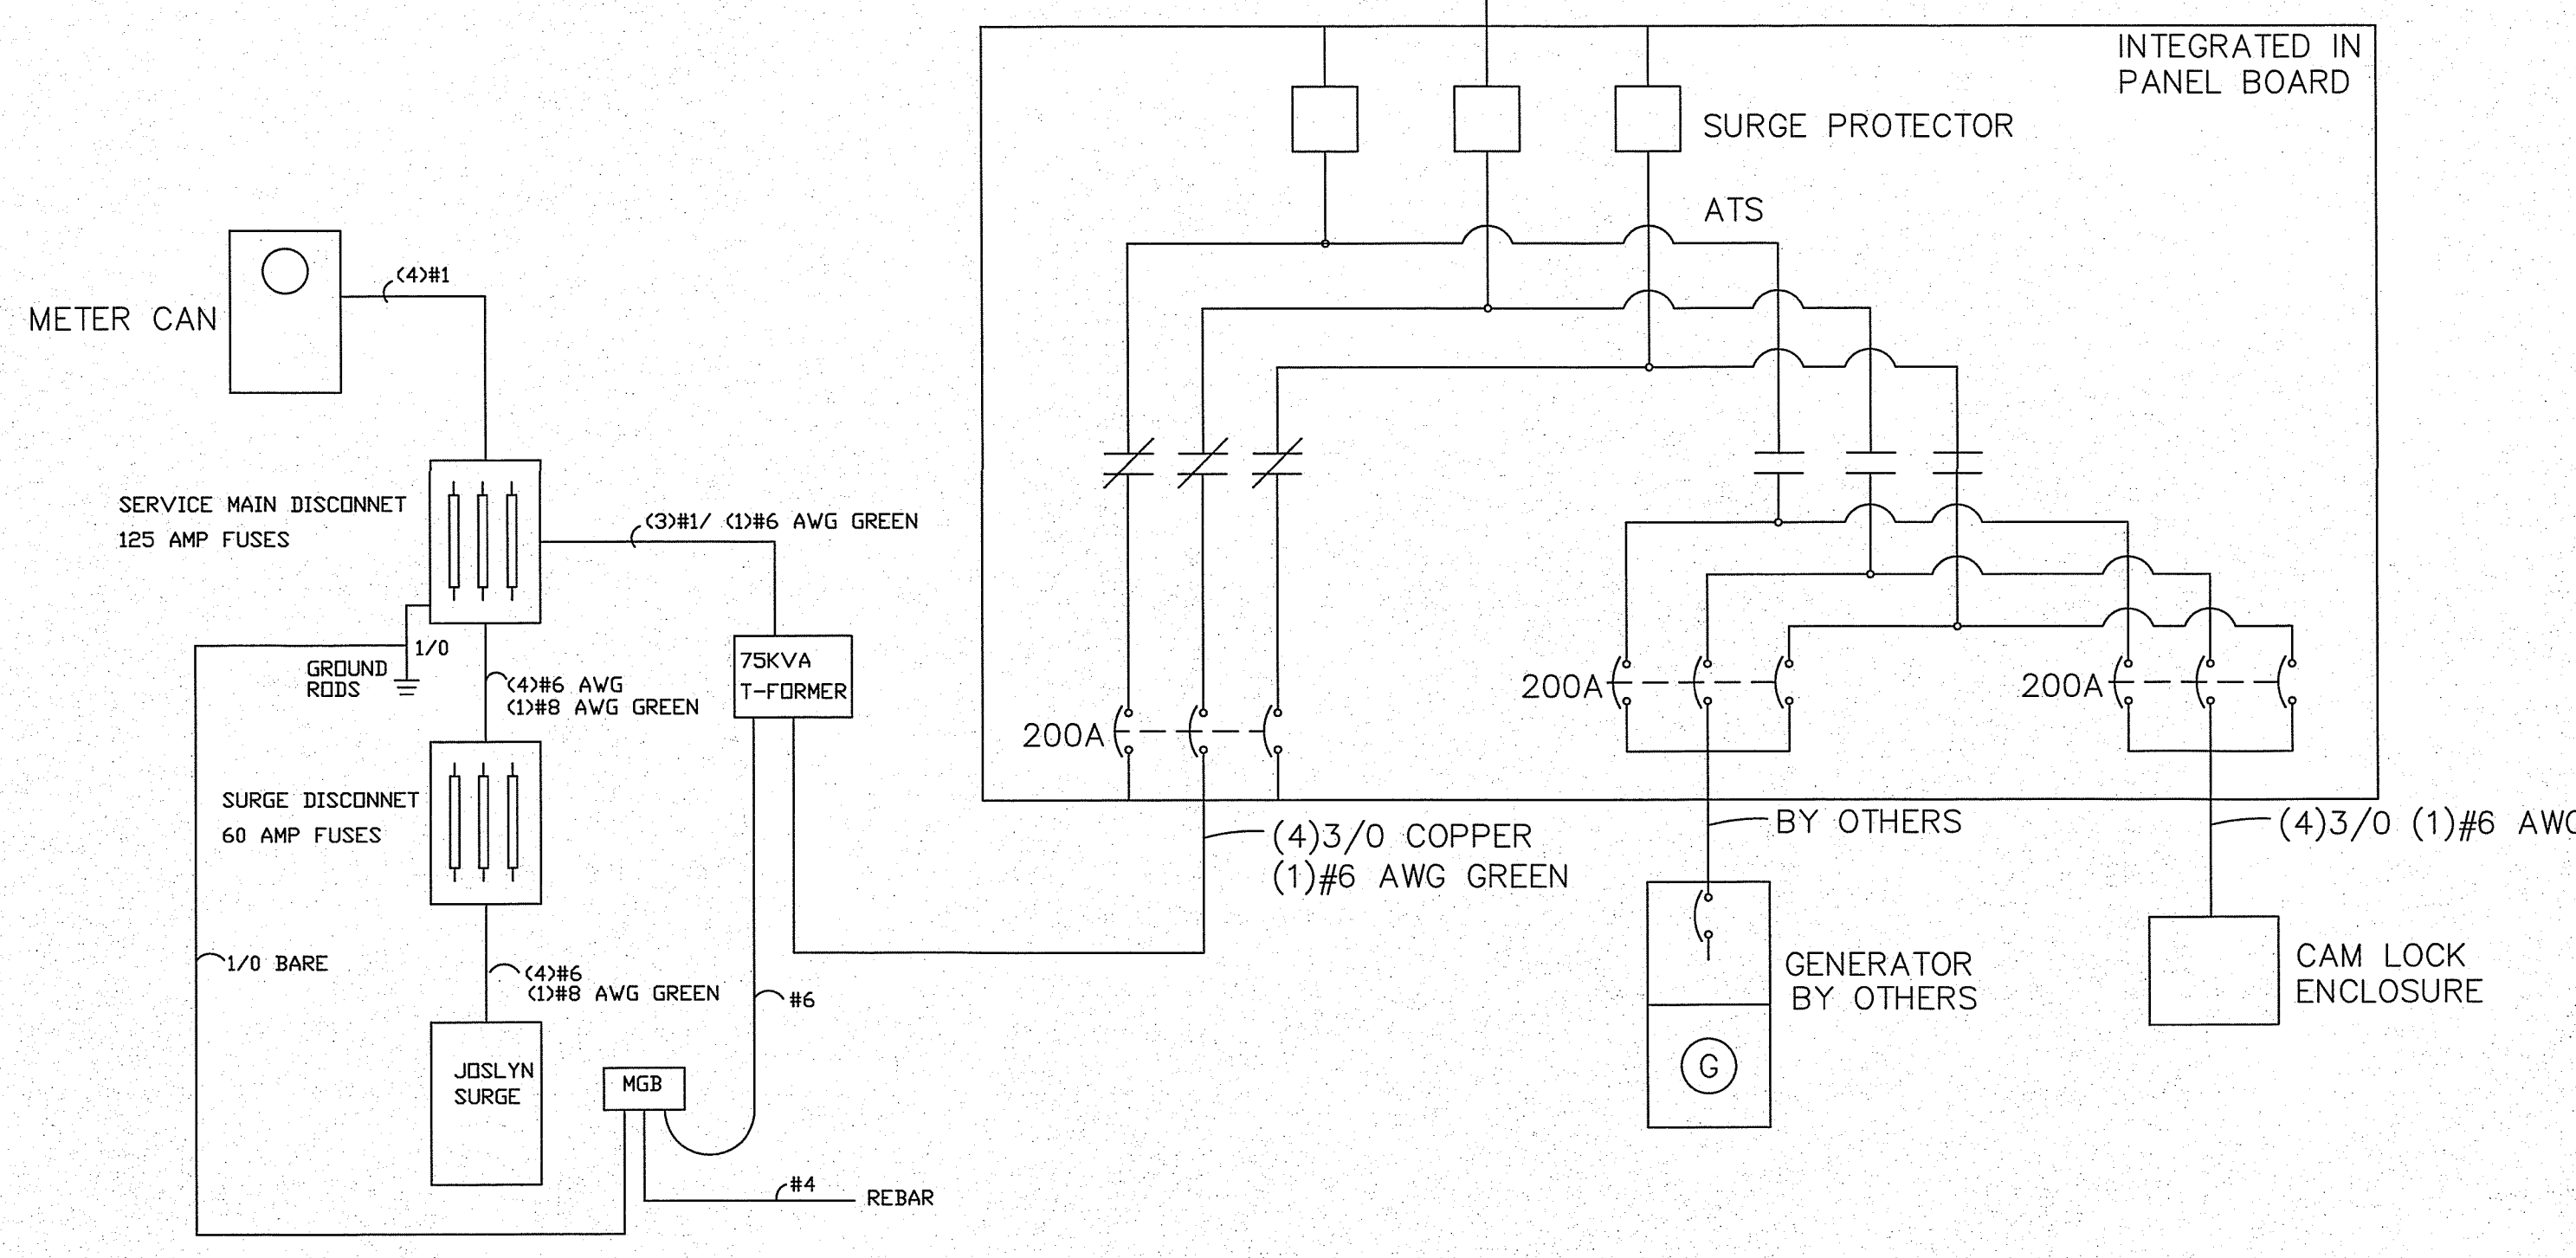 INTEGRATED IN
PANEL BOARD
SURGE PROTECTOR
ATS
METER CAN
(4)#1
SERVICE MAIN DISCONNET
125 AMP FUSES
(3)#1/ (1)#6 AWG GREEN
1/0
GROUND
RODS
(4)#6 AWG
(1)#8 AWG GREEN
75KVA
T-FORMER
200A
200A
200A
SURGE DISCONNET
60 AMP FUSES
(4)3/0 COPPER
(1)#6 AWG GREEN
BY OTHERS
(4)3/0 (1)#6
1/0 BARE
(4)#6
(1)#8 AWG GREEN
#6
GENERATOR
BY OTHERS
CAM LOCK
ENCLOSURE
JOSLYN
SURGE
MGB
G
#4
REBAR